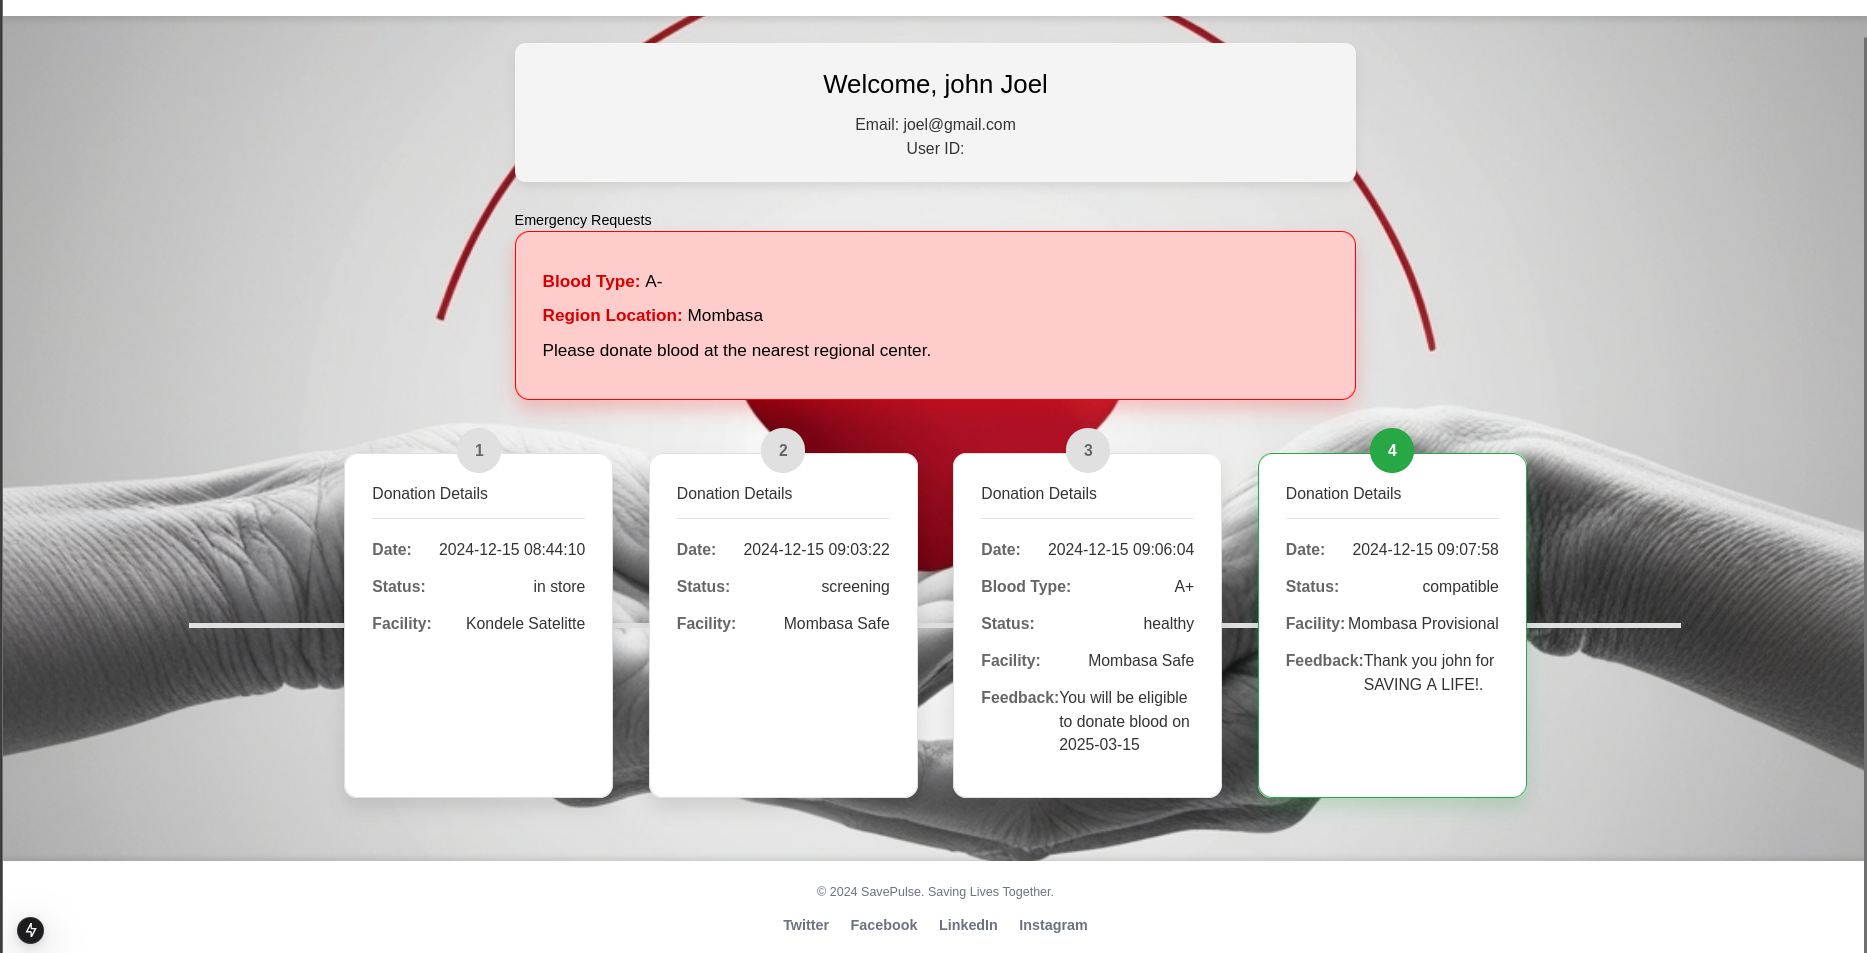 Welcome, john Joel
Email: joel@gmail.com
User ID:
Emergency Requests
Blood Type: A-
Region Location: Mombasa
Please donate blood at the nearest regional center.
1
Donation Details
Date: 2024-12-15 08:44:10
Status: in store
Facility: Kondele Satelitte
2
Donation Details
Date: 2024-12-15 09:03:22
Status: screening
Facility: Mombasa Safe
3
Donation Details
Date: 2024-12-15 09:06:04
Blood Type: A+
Status: healthy
Facility: Mombasa Safe
Feedback:You will be eligible
to donate blood on
2025-03-15
4
Donation Details
Date: 2024-12-15 09:07:58
Status: compatible
Facility: Mombasa Provisional
Feedback:Thank you john for
SAVING A LIFE!.
© 2024 SavePulse. Saving Lives Together.
Twitter Facebook LinkedIn Instagram